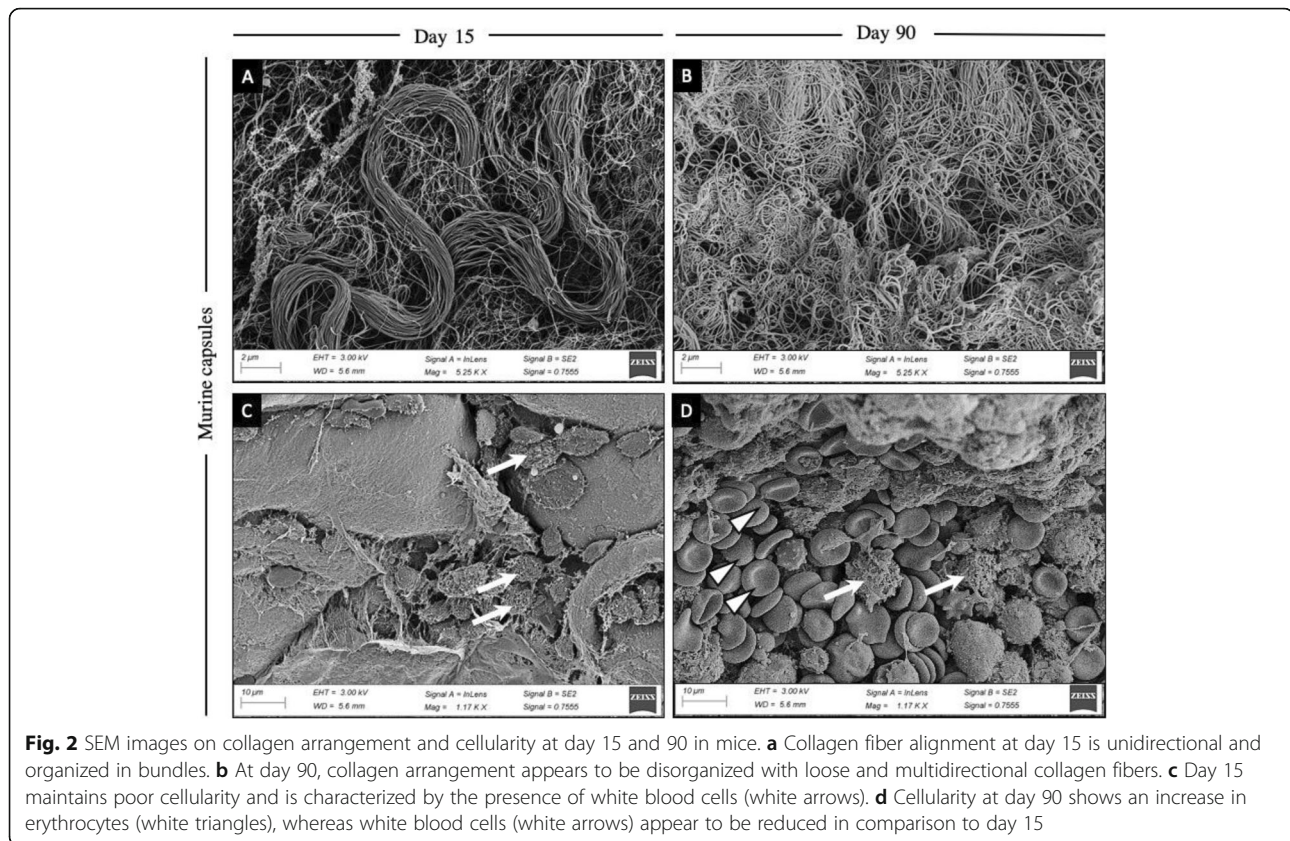 Day 15
Day 90
Murine capsules
A
B
2 µm
EHT = 3.00 kV
Signal A = InLens
Signal B = SE2
WD = 5.6 mm
Mag = 5.25 K X
Signal = 0.7555
ZEISS
2 µm
EHT = 3.00 kV
Signal A = InLens
Signal B = SE2
WD = 5.6 mm
Mag = 5.25 K X
Signal = 0.7555
ZEISS
C
D
10 µm
EHT = 3.00 kV
Signal A = InLens
Signal B = SE2
WD = 5.6 mm
Mag = 1.17 K X
Signal = 0.7555
ZEISS
10 µm
EHT = 3.00 kV
Signal A = InLens
Signal B = SE2
WD = 5.6 mm
Mag = 1.17 K X
Signal = 0.7555
ZEISS
Fig. 2 SEM images on collagen arrangement and cellularity at day 15 and 90 in mice. a Collagen fiber alignment at day 15 is unidirectional and
organized in bundles. b At day 90, collagen arrangement appears to be disorganized with loose and multidirectional collagen fibers. c Day 15
maintains poor cellularity and is characterized by the presence of white blood cells (white arrows). d Cellularity at day 90 shows an increase in
erythrocytes (white triangles), whereas white blood cells (white arrows) appear to be reduced in comparison to day 15